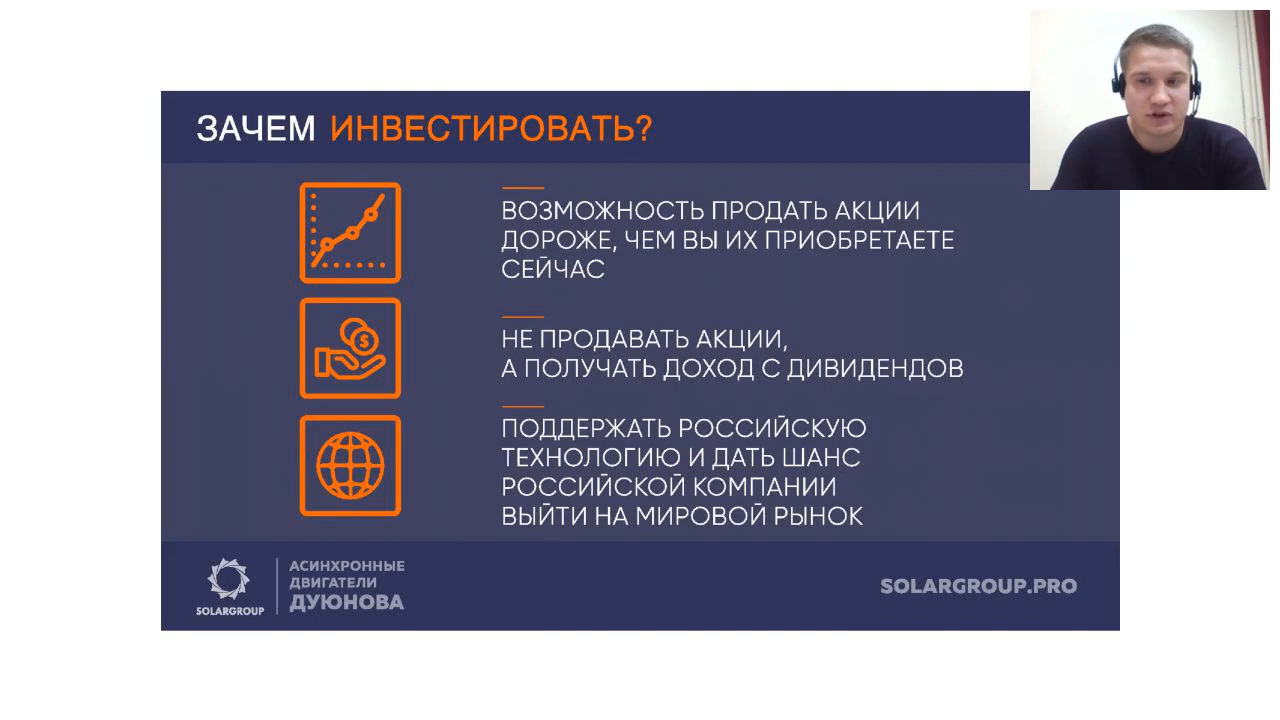 ЗАЧЕМ ИНВЕСТИРОВАТЬ?
ВОЗМОЖНОСТЬ ПРОДАТЬ АКЦИИ
ДОРОЖЕ, ЧЕМ ВЫ ИХ ПРИОБРЕТАЕТЕ
СЕЙЧАС
$
НЕ ПРОДАВАТЬ АКЦИИ,
А ПОЛУЧАТЬ ДОХОД С ДИВИДЕНДОВ
ПОДДЕРЖАТЬ РОССИЙСКУЮ
ТЕХНОЛОГИЮ И ДАТЬ ШАНС
РОССИЙСКОЙ КОМПАНИИ
ВЫЙТИ НА МИРОВОЙ РЫНОК
SOLARGROUP
АСИНХРОННЫЕ
ДВИГАТЕЛИ
ДУЮНОВА
SOLARGROUP.PRO